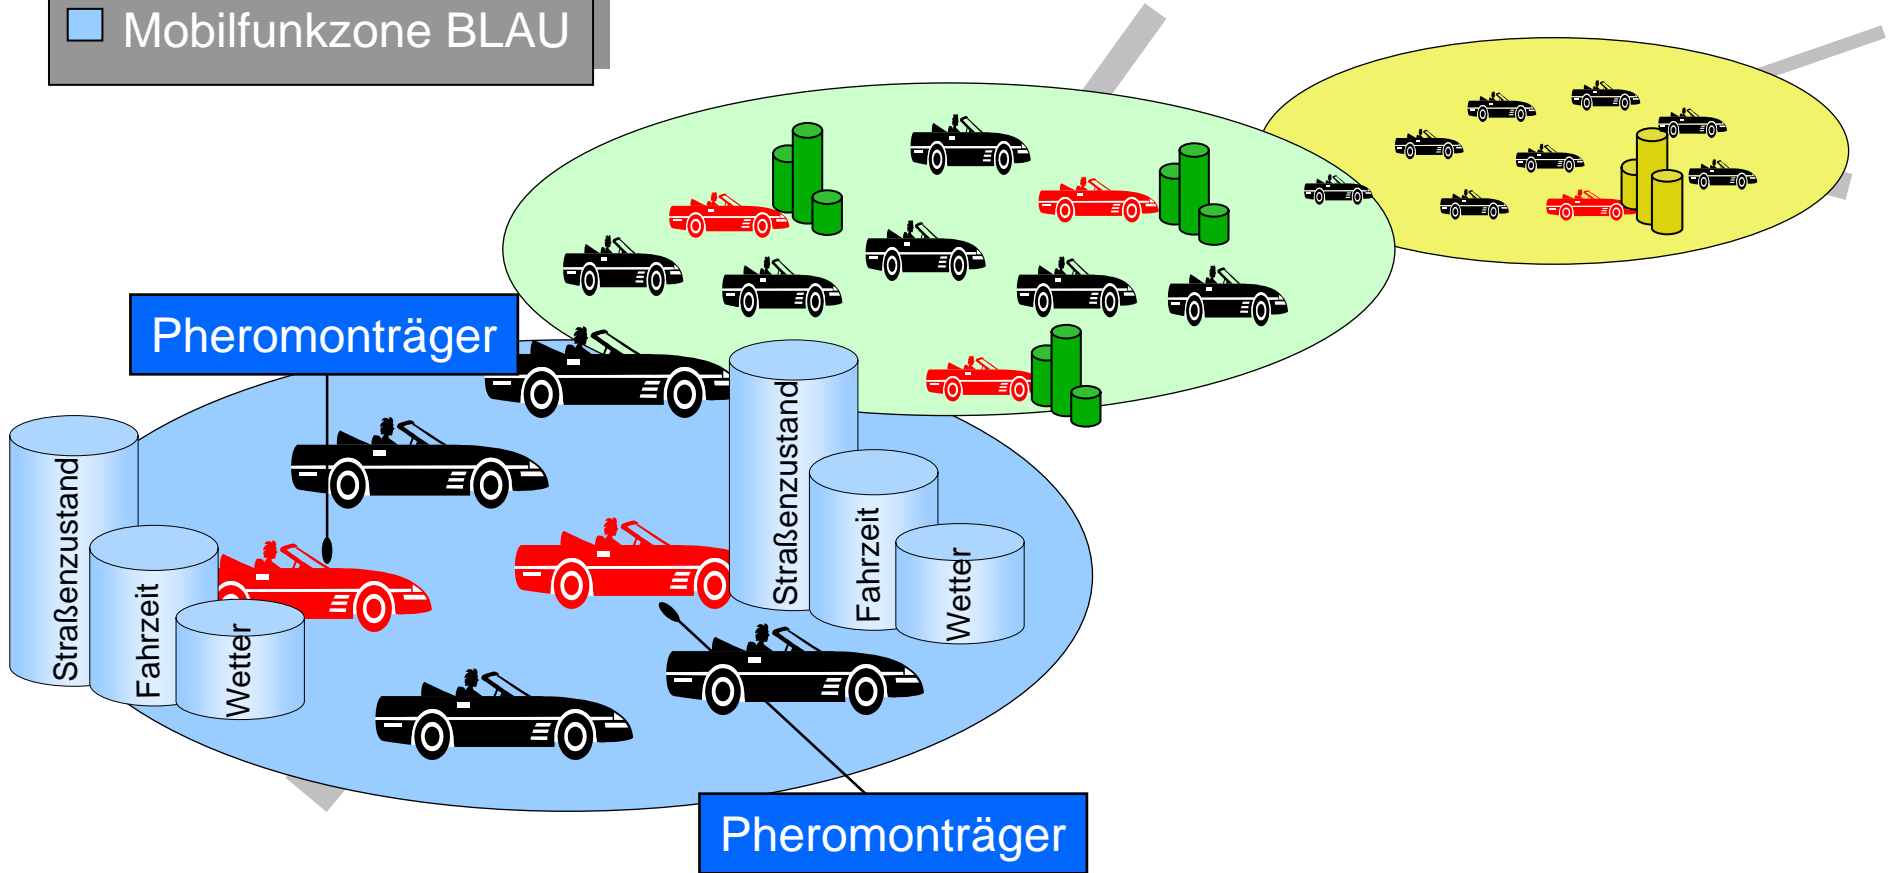 Mobilfunkzone BLAU
Pheromonträger
Straßenzustand
Fahrzeit
Wetter
Straßenzustand
Fahrzeit
Wetter
Pheromonträger